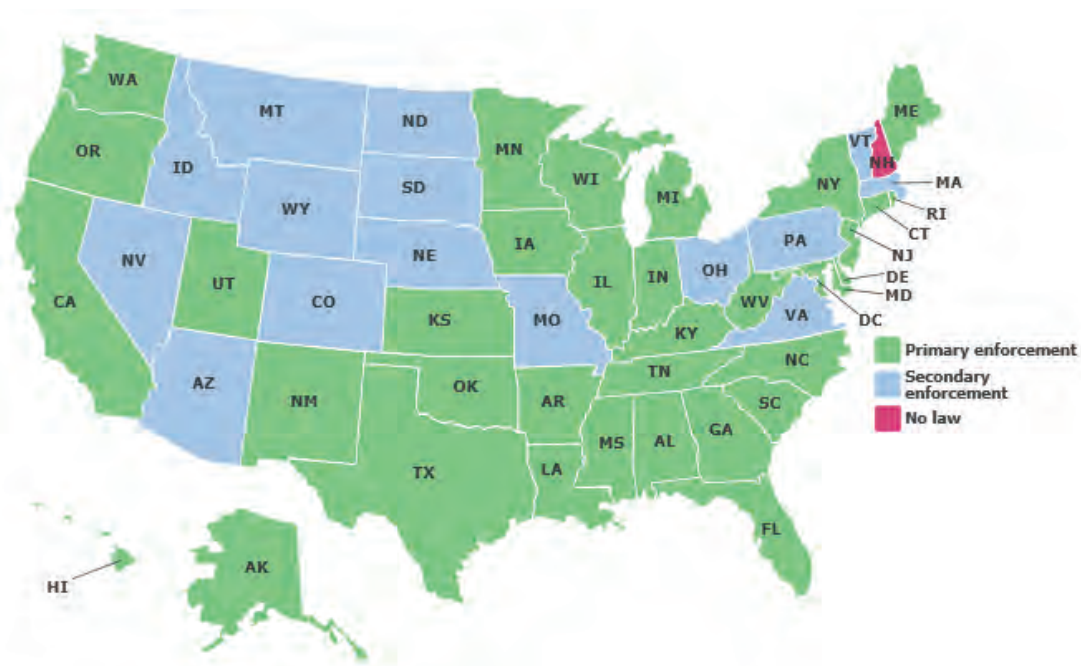 WA
MT
ND
MN
ME
OR
ID
SD
WI
MI
VT
NH
NY
MA
WY
RI
CT
IA
NE
PA
NJ
NV
UT
CO
IL
IN
OH
DE
WV
MD
CA
KS
MO
KY
VA
DC
Primary enforcement
Secondary
enforcement
No law
AZ
NM
OK
AR
TN
NC
SC
MS
AL
GA
TX
LA
FL
HI
AK